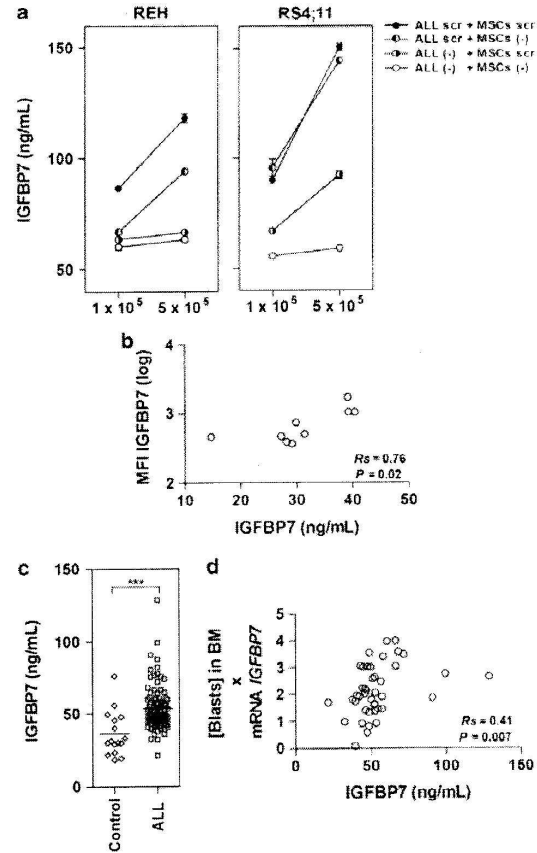 a
REH
RS4;11
ALL scr + MSCs scr
ALL scr + MSCs (-)
ALL (-) + MSCs scr
ALL (-) + MSCs (-)
IGFBP7 (ng/mL)
150
100
50
1 x 10⁵
5 x 10⁵
1 x 10⁵
5 x 10⁵
b
MFI IGFBP7 (log)
4
3
2
Rs = 0.76
P = 0.02
10
20
30
40
50
IGFBP7 (ng/mL)
c
IGFBP7 (ng/mL)
150
100
50
0
***
Control
ALL
d
[Blasts] in BM
x
mRNA IGFBP7
5
4
3
2
1
0
Rs = 0.41
P = 0.007
0
50
100
150
IGFBP7 (ng/mL)